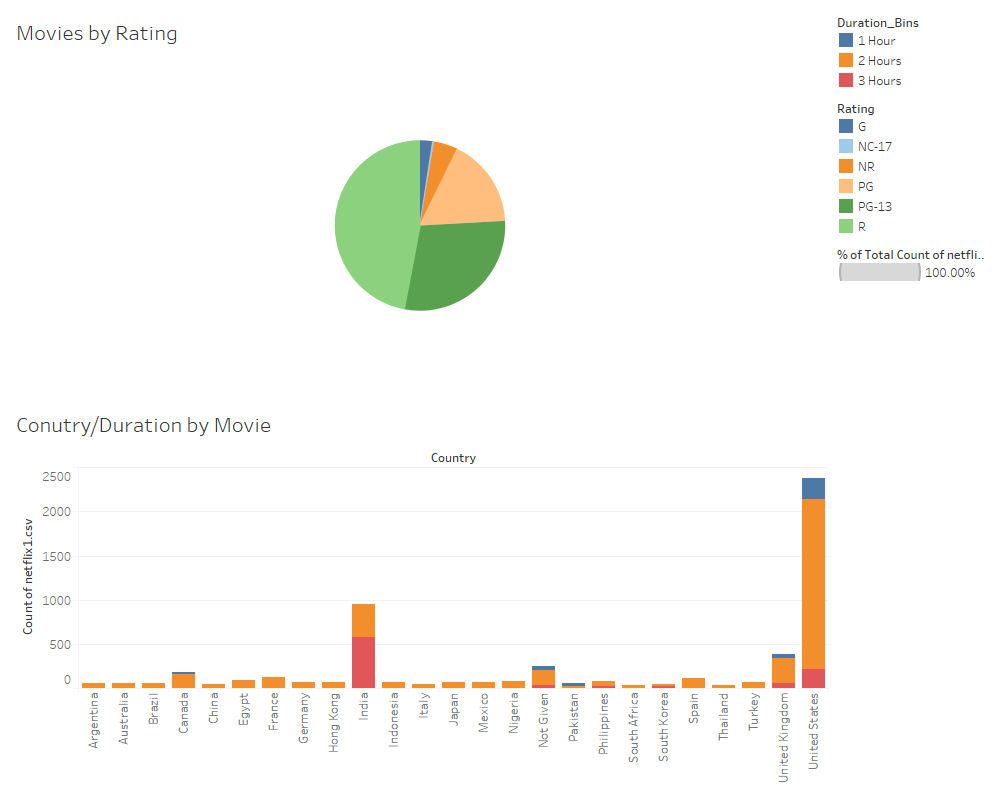 Movies by Rating
Duration_Bins
1 Hour
2 Hours
3 Hours
Rating
G
NC-17
NR
PG
PG-13
R
% of Total Count of netfli..
100.00%
Conutry/Duration by Movie
Country
Count of netflix1.csv
2500
2000
1500
1000
500
0
Argentina
Australia
Brazil
Canada
China
Egypt
France
Germany
Hong Kong
India
Indonesia
Italy
Japan
Mexico
Nigeria
Not Given
Pakistan
Philippines
South Africa
South Korea
Spain
Thailand
Turkey
United Kingdom
United States